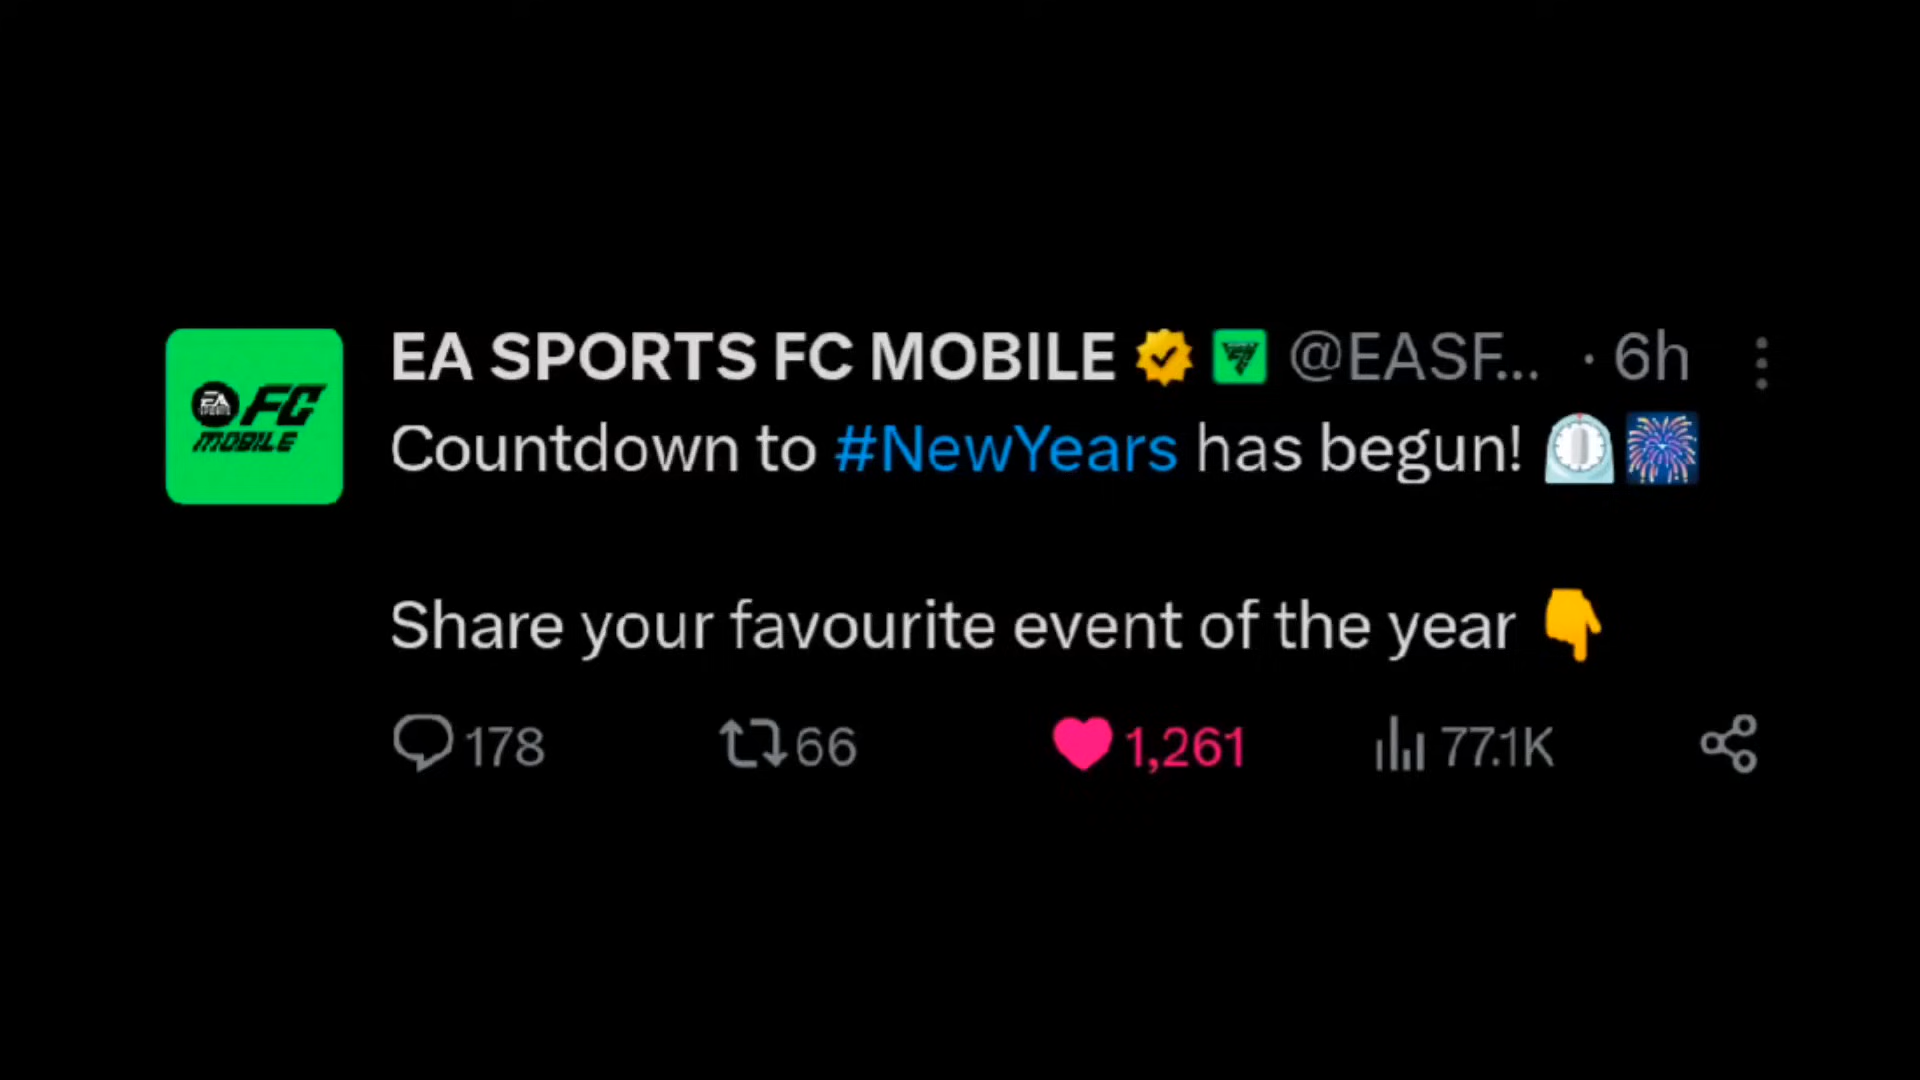 EA SPORTS FC MOBILE @EASF... · 6h
EA SPORTS FC
MOBILE
Countdown to #NewYears has begun!
Share your favourite event of the year
178 66 1,261 77.1K